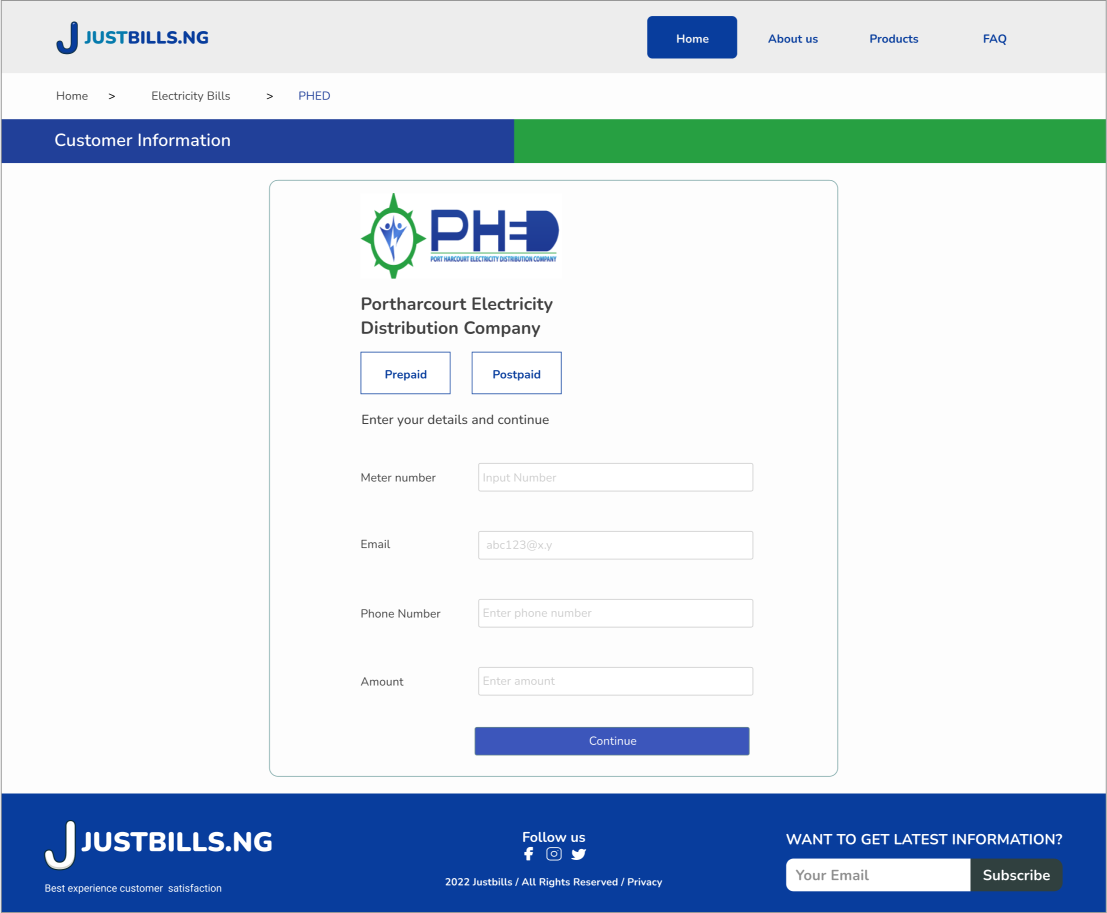 JUSTBILLS.NG
Home About us Products FAQ
Home > Electricity Bills > PHED
Customer Information
PHED
PORT HARCOURT ELECTRICITY DISTRIBUTION COMPANY
Portharcourt Electricity
Distribution Company
Prepaid Postpaid
Enter your details and continue
Meter number Input Number
Email abc123@x.y
Phone Number Enter phone number
Amount Enter amount
Continue
JUSTBILLS.NG
Best experience customer satisfaction
Follow us
2022 Justbills / All Rights Reserved / Privacy
WANT TO GET LATEST INFORMATION?
Your Email Subscribe